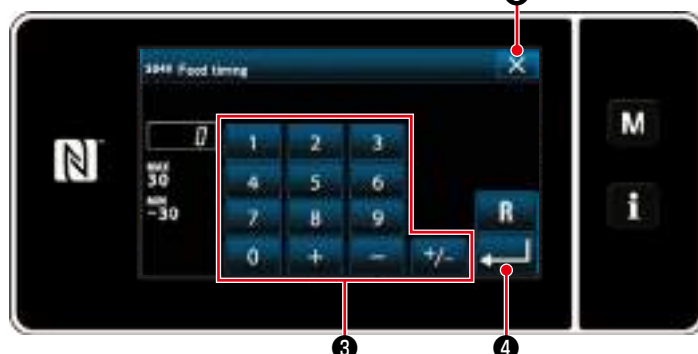 Feed timing
0
1 2 3
MAX
30
4 5 6
MIN
-30
7 8 9
R
0 + − +/−
M
i
N
❸ ❹